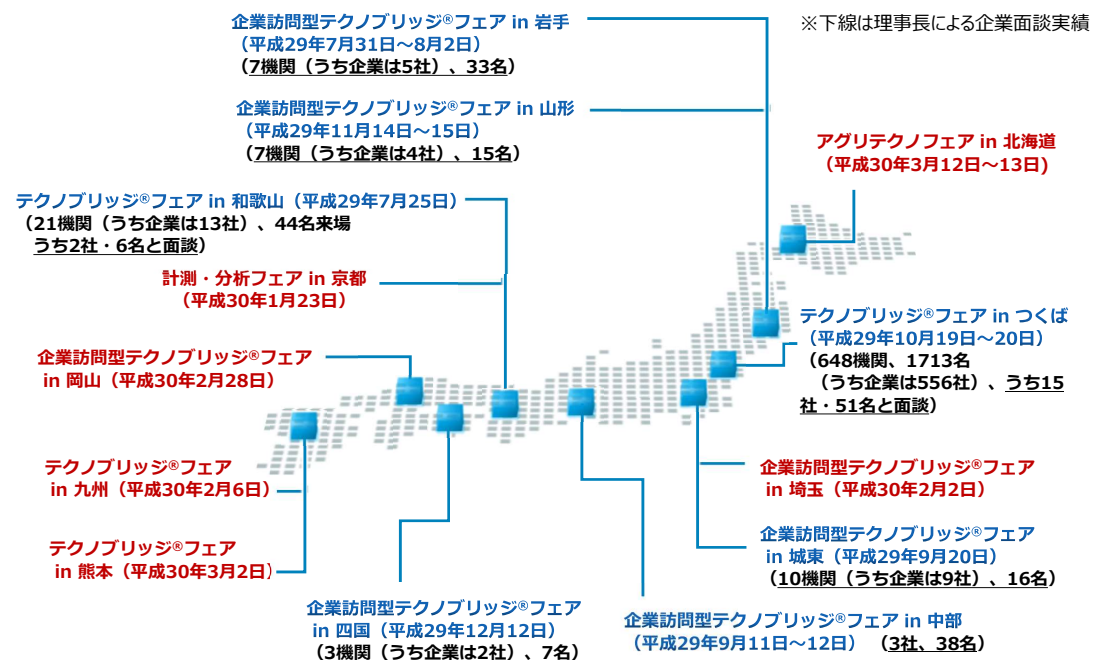 企業訪問型テクノブリッジ®フェア in 岩手
（平成29年7月31日～8月2日）
（7機関（うち企業は5社）、33名）
※下線は理事長による企業面談実績
企業訪問型テクノブリッジ®フェア in 山形
（平成29年11月14日～15日）
（7機関（うち企業は4社）、15名）
アグリテクノフェア in 北海道
（平成30年3月12日～13日)
テクノブリッジ®フェア in 和歌山（平成29年7月25日）
（21機関（うち企業は13社）、44名来場
うち2社・6名と面談）
計測・分析フェア in 京都
（平成30年1月23日）
テクノブリッジ®フェア in つくば
（平成29年10月19日～20日）
（648機関、1713名
（うち企業は556社）、うち15
社・51名と面談）
企業訪問型テクノブリッジ®フェア
in 岡山（平成30年2月28日）
テクノブリッジ®フェア
in 九州（平成30年2月6日）
企業訪問型テクノブリッジ®フェア
in 埼玉（平成30年2月2日）
テクノブリッジ®フェア
in 熊本（平成30年3月2日）
企業訪問型テクノブリッジ®フェア
in 城東（平成29年9月20日）
（10機関（うち企業は9社）、16名）
企業訪問型テクノブリッジ®フェア
in 四国（平成29年12月12日）
（3機関（うち企業は2社）、7名）
企業訪問型テクノブリッジ®フェア in 中部
（平成29年9月11日～12日）　（3社、38名）